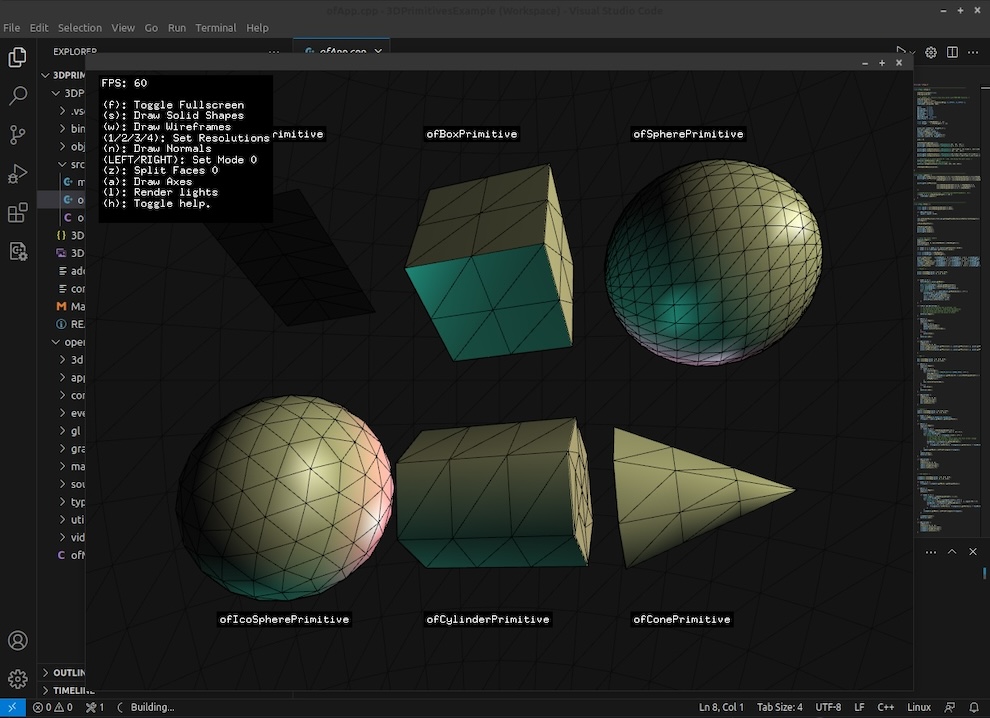 ofApp.cpp - 3DPrimitivesExample (Workspace) - Visual Studio Code
File Edit Selection View Go Run Terminal Help
EXPLORER ... ofApp.cpp
3DPRIM
3DP
.vsc
bin
obj
src
m
o
o
3D
3D
add
con
Ma
RE
open
3d
app
con
eve
gl
gra
ma
sou
typ
uti
vid
ofM
OUTLIN
TIMELINE
FPS: 60
(f): Toggle Fullscreen
(s): Draw Solid Shapes
(w): Draw Wireframes
(1/2/3/4): Set Resolutions
(n): Draw Normals
(LEFT/RIGHT): Set Mode 0
(z): Split Faces 0
(a): Draw Axes
(l): Render lights
(h): Toggle help.
rimitive
ofBoxPrimitive
ofSpherePrimitive
ofIcoSpherePrimitive
ofCylinderPrimitive
ofConePrimitive
0 0 1 Building... Ln 8, Col 1 Tab Size: 4 UTF-8 LF C++ Linux